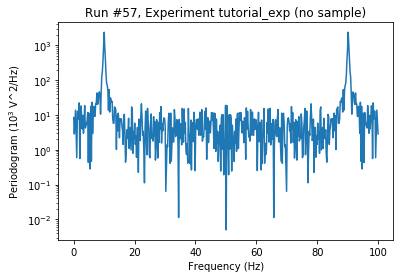 Run #57, Experiment tutorial_exp (no sample)
Periodogram (10³ V^2/Hz)
10³
10²
10¹
10⁰
10⁻¹
10⁻²
0 20 40 60 80 100
Frequency (Hz)